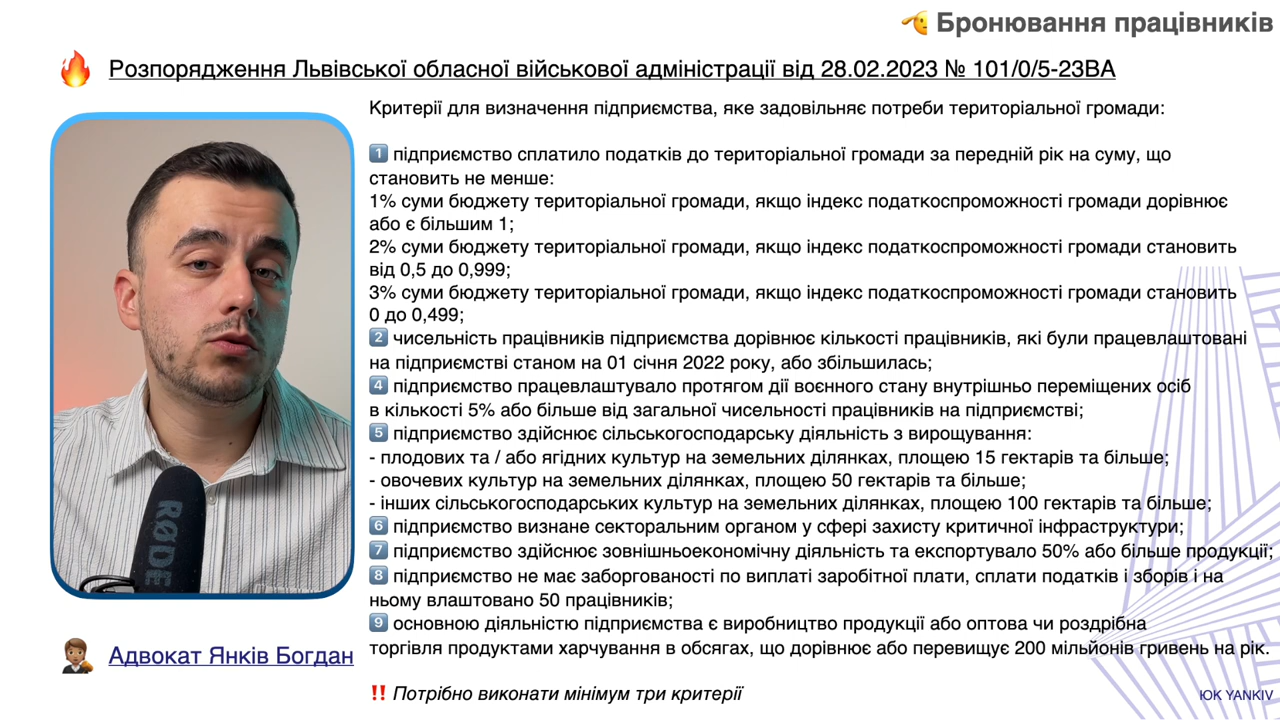 Бронювання працівників
Розпорядження Львівської обласної військової адміністрації від 28.02.2023 № 101/0/5-23ВА
Критерії для визначення підприємства, яке задовільняє потреби територіальної громади:
1 підприємство сплатило податків до територіальної громади за передній рік на суму, що
становить не менше:
1% суми бюджету територіальної громади, якщо індекс податкоспроможності громади дорівнює
або є більшим 1;
2% суми бюджету територіальної громади, якщо індекс податкоспроможності громади становить
від 0,5 до 0,999;
3% суми бюджету територіальної громади, якщо індекс податкоспроможності громади становить
0 до 0,499;
2 чисельність працівників підприємства дорівнює кількості працівників, які були працевлаштовані
на підприємстві станом на 01 січня 2022 року, або збільшилась;
4 підприємство працевлаштувало протягом дії воєнного стану внутрішньо переміщених осіб
в кількості 5% або більше від загальної чисельності працівників на підприємстві;
5 підприємство здійснює сільськогосподарську діяльність з вирощування:
- плодових та / або ягідних культур на земельних ділянках, площею 15 гектарів та більше;
- овочевих культур на земельних ділянках, площею 50 гектарів та більше;
- інших сільськогосподарських культур на земельних ділянках, площею 100 гектарів та більше;
6 підприємство визнане секторальним органом у сфері захисту критичної інфраструктури;
7 підприємство здійснює зовнішньоекономічну діяльність та експортувало 50% або більше продукції;
8 підприємство не має заборгованості по виплаті заробітної плати, сплати податків і зборів і на
ньому влаштовано 50 працівників;
9 основною діяльністю підприємства є виробництво продукції або оптова чи роздрібна
торгівля продуктами харчування в обсягах, що дорівнює або перевищує 200 мільйонів гривень на рік.
‼ Потрібно виконати мінімум три критерії
RØDE
Адвокат Янків Богдан
ЮК YANKIV